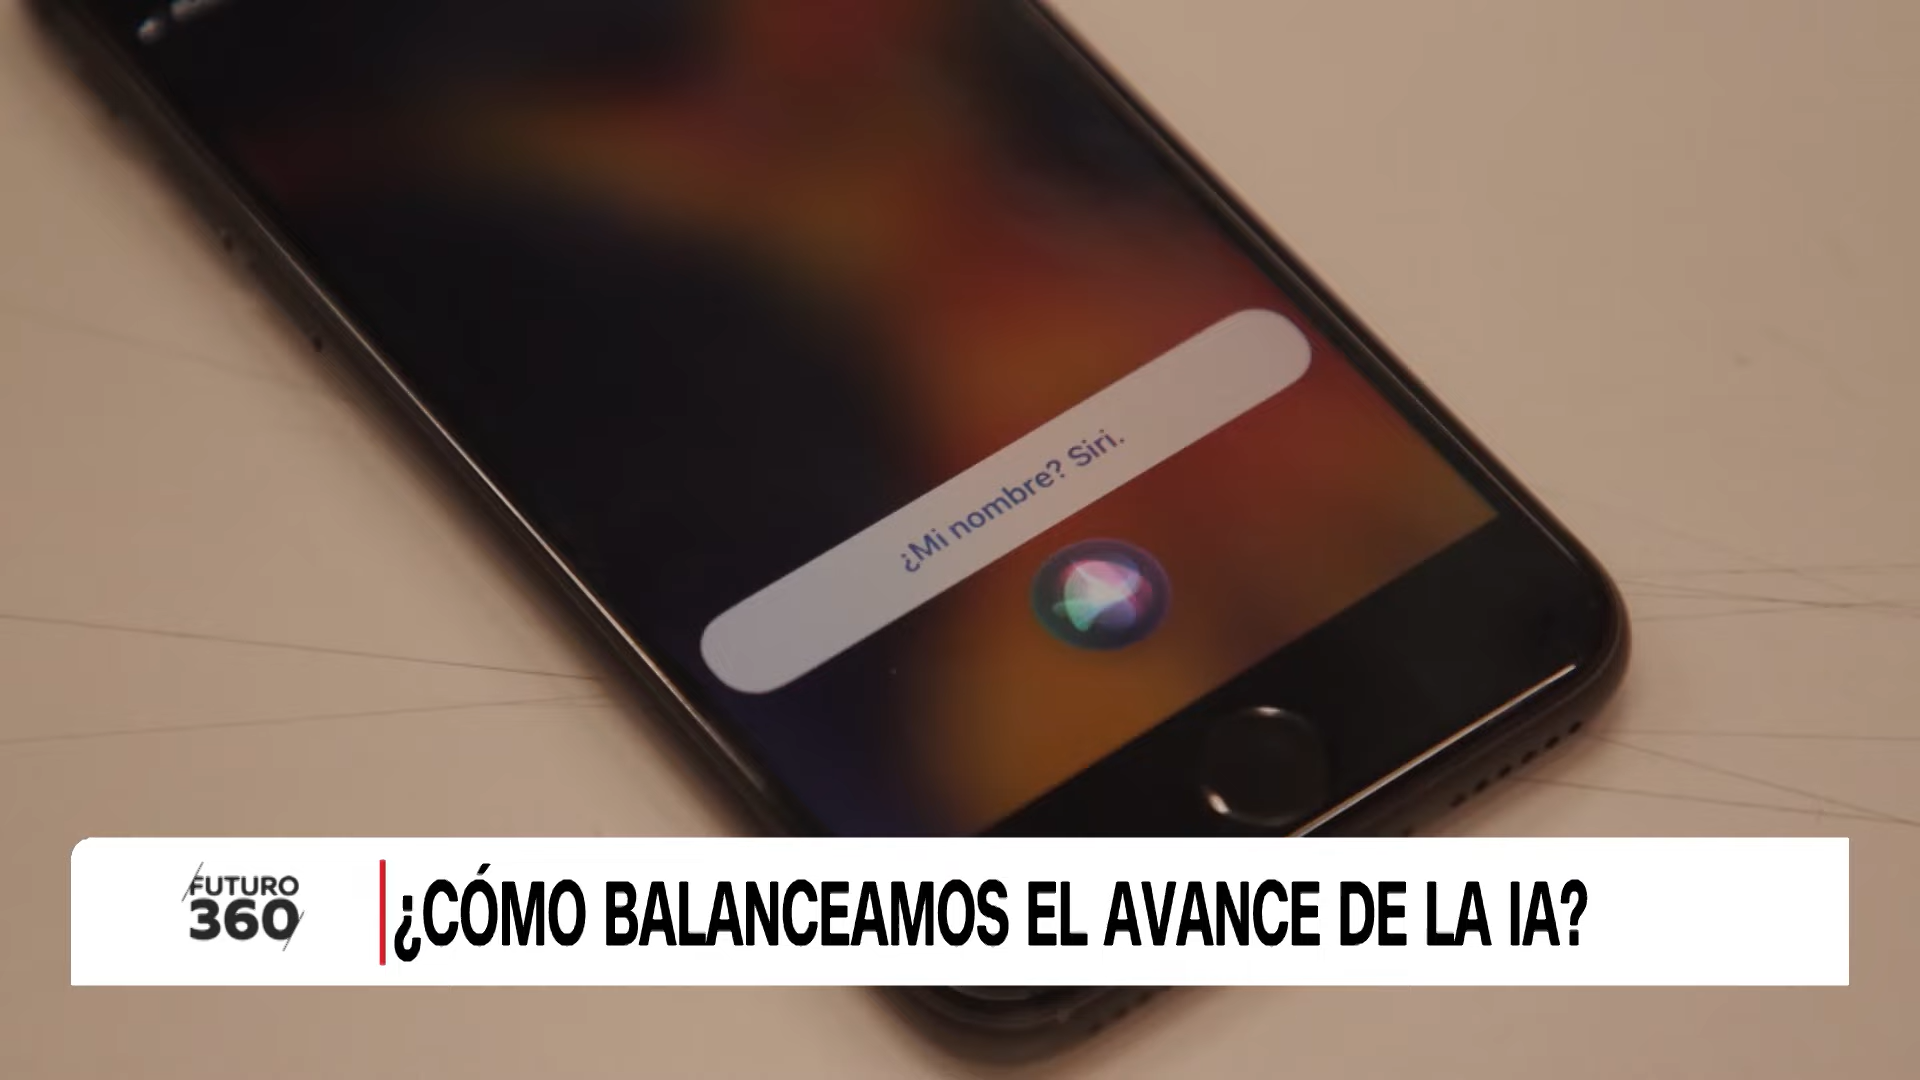 ¿Mi nombre? Siri.
FUTURO
360
¿CÓMO BALANCEAMOS EL AVANCE DE LA IA?